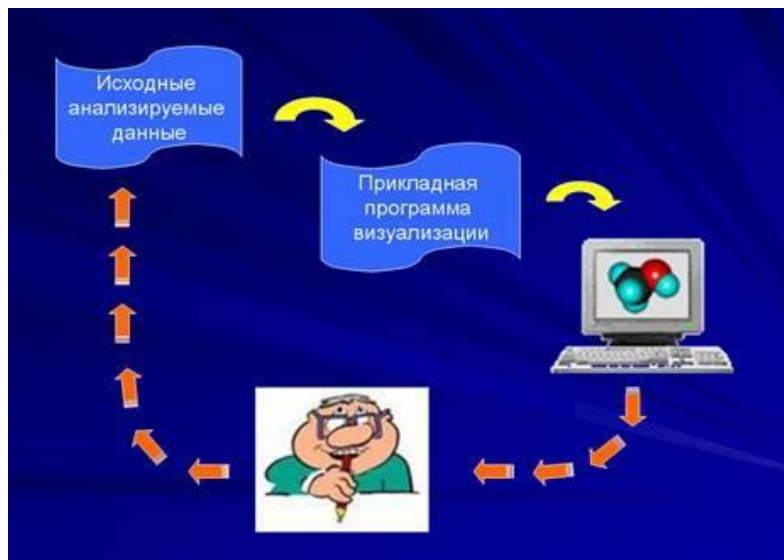 Исходные
анализируемые
данные
Прикладная
программа
визуализации